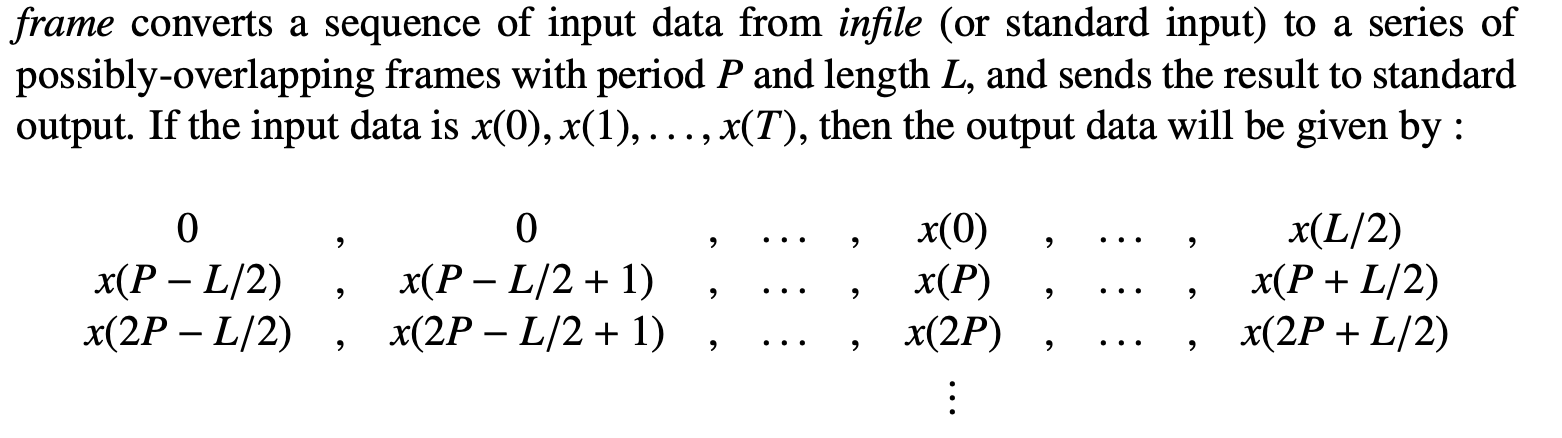 frame converts a sequence of input data from infile (or standard input) to a series of
possibly-overlapping frames with period P and length L, and sends the result to standard
output. If the input data is x(0), x(1), . . . , x(T), then the output data will be given by :
0 , 0 , . . . , x(0) , . . . , x(L/2)
x(P − L/2) , x(P − L/2 + 1) , . . . , x(P) , . . . , x(P + L/2)
x(2P − L/2) , x(2P − L/2 + 1) , . . . , x(2P) , . . . , x(2P + L/2)
⋮